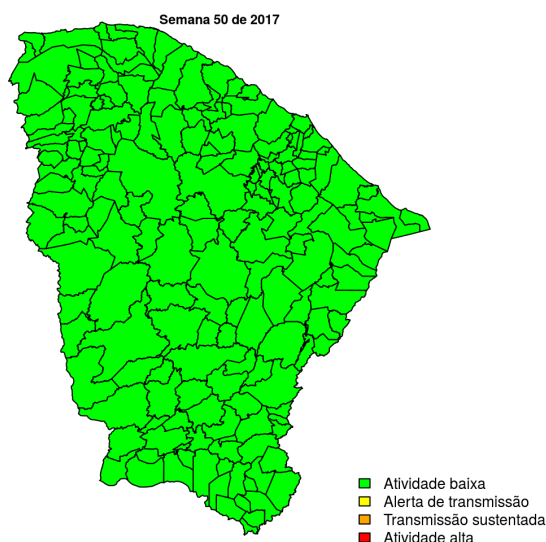 Semana 50 de 2017
Atividade baixa
Alerta de transmissão
Transmissão sustentada
Atividade alta